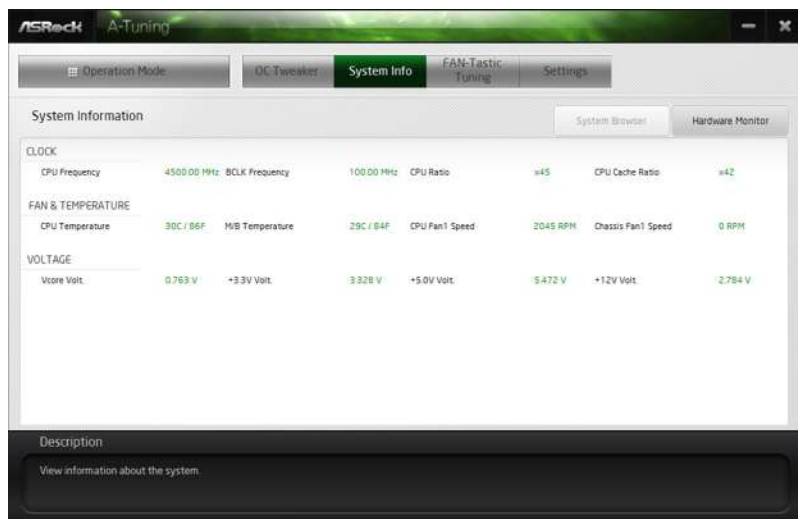 ASRock A-Tuning
Operation Mode OC Tweaker System Info FAN-Tastic Tuning Settings
System Information System Browser Hardware Monitor
CLOCK
CPU Frequency 4500.00 MHz BCLK Frequency 100.00 MHz CPU Ratio x45 CPU Cache Ratio x42
FAN & TEMPERATURE
CPU Temperature 30C / 86F M/B Temperature 29C / 84F CPU Fan1 Speed 2045 RPM Chassis Fan1 Speed 0 RPM
VOLTAGE
Vcore Volt. 0.763 V +3.3V Volt. 3.328 V +5.0V Volt. 5.472 V +12V Volt. 2.784 V
Description
View information about the system.